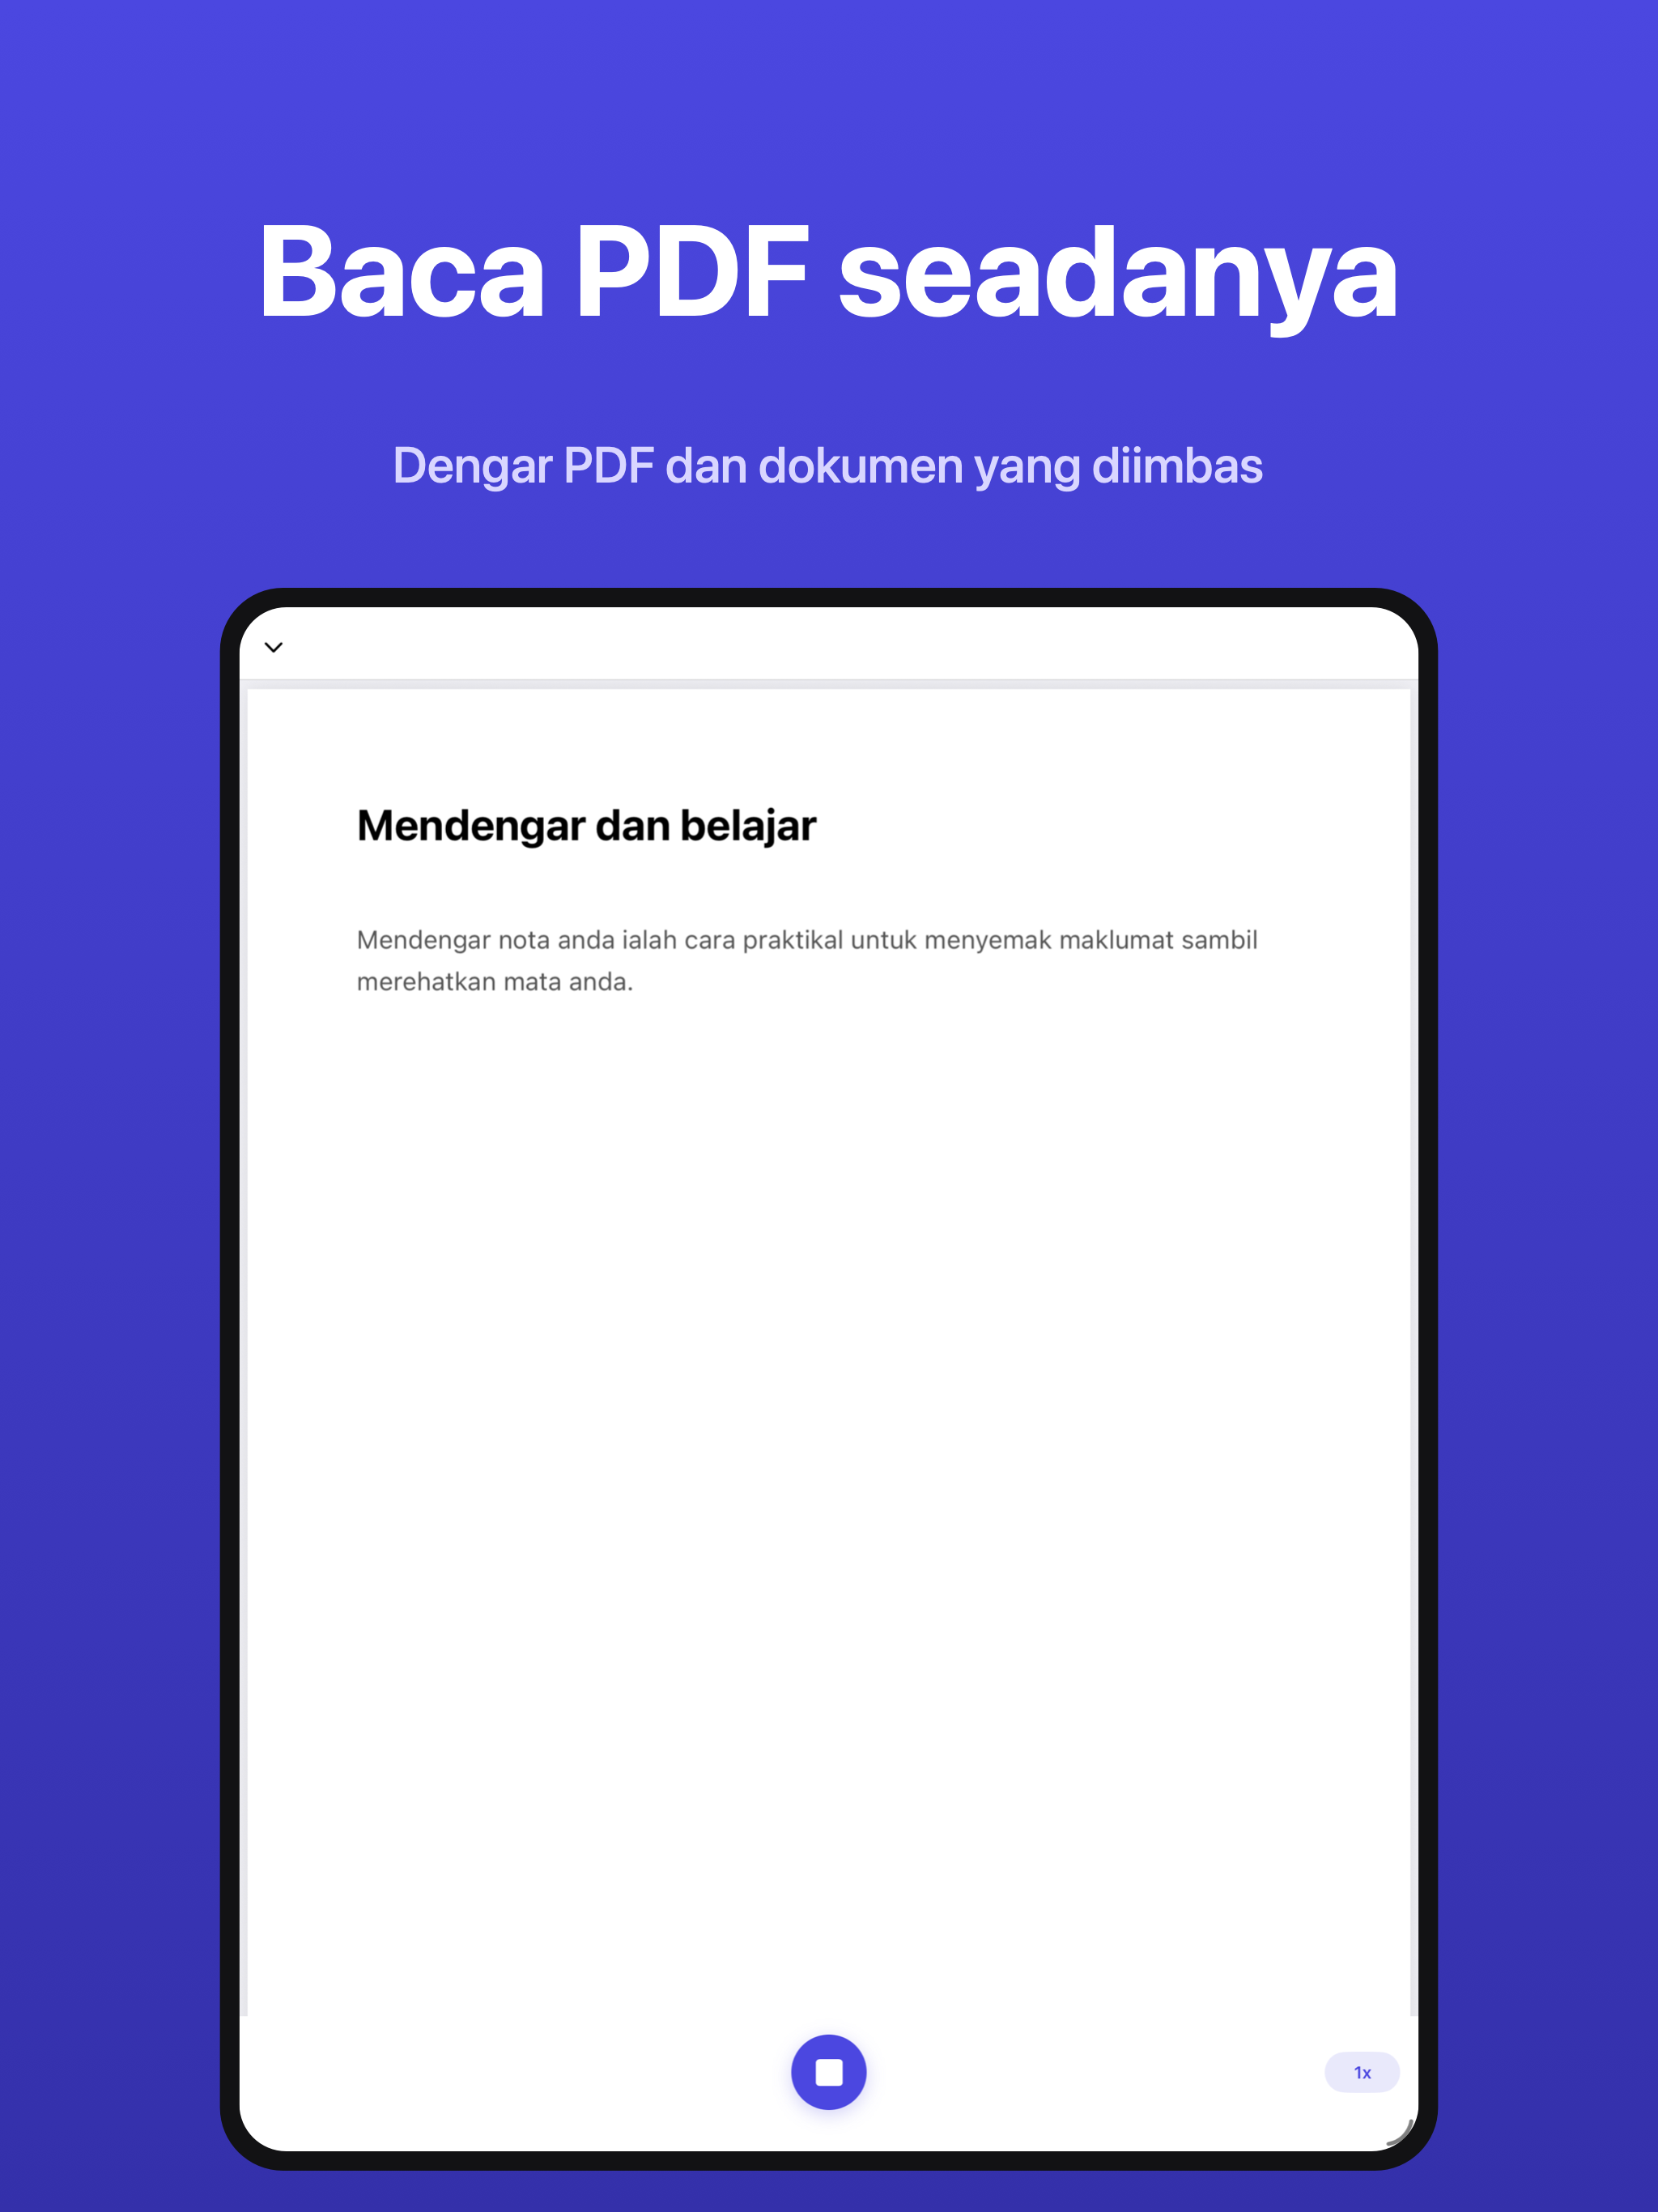 Baca PDF seadanya
Dengar PDF dan dokumen yang diimbas
Mendengar dan belajar
Mendengar nota anda ialah cara praktikal untuk menyemak maklumat sambil
merehatkan mata anda.
1x